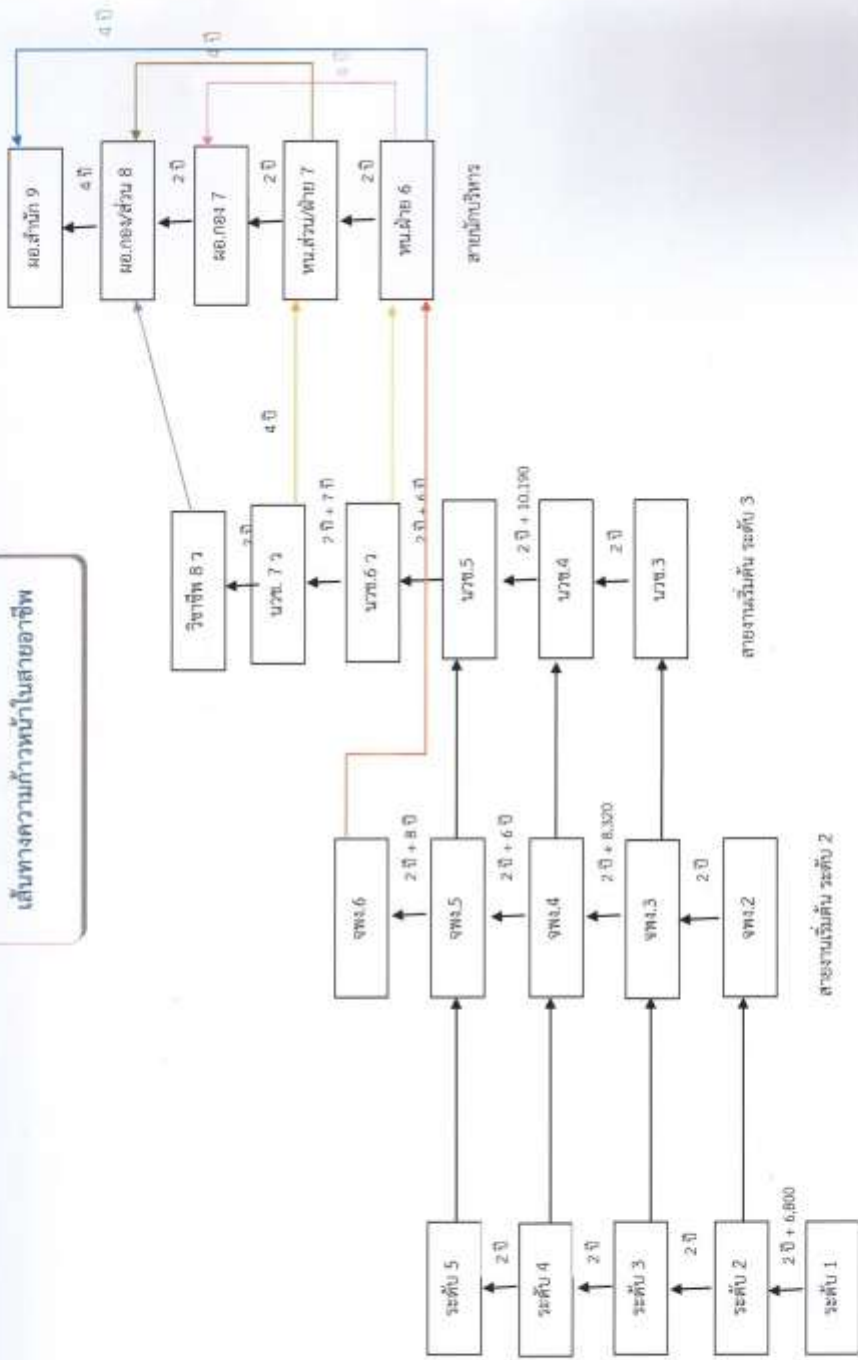 เส้นทางความก้าวหน้าในสายอาชีพ
ผอ.สำนัก 9
4 ปี
4 ปี
ผอ.กอง/ส่วน 8
4 ปี
2 ปี
ผอ.กอง 7
4 ปี
2 ปี
หน.ส่วน/ฝ่าย 7
2 ปี
หน.ฝ่าย 6
สายนักบริหาร
วิชาชีพ 8 ว
2 ปี
นวช. 7 ว
4 ปี
2 ปี + 7 ปี
นวช.6 ว
2 ปี + 6 ปี
นวช.5
2 ปี + 10,190
นวช.4
2 ปี
นวช.3
สายงานเริ่มต้น ระดับ 3
จพง.6
2 ปี + 8 ปี
จพง.5
2 ปี + 6 ปี
จพง.4
2 ปี + 8,320
จพง.3
2 ปี
จพง.2
สายงานเริ่มต้น ระดับ 2
ระดับ 5
2 ปี
ระดับ 4
2 ปี
ระดับ 3
2 ปี
ระดับ 2
2 ปี + 6,800
ระดับ 1